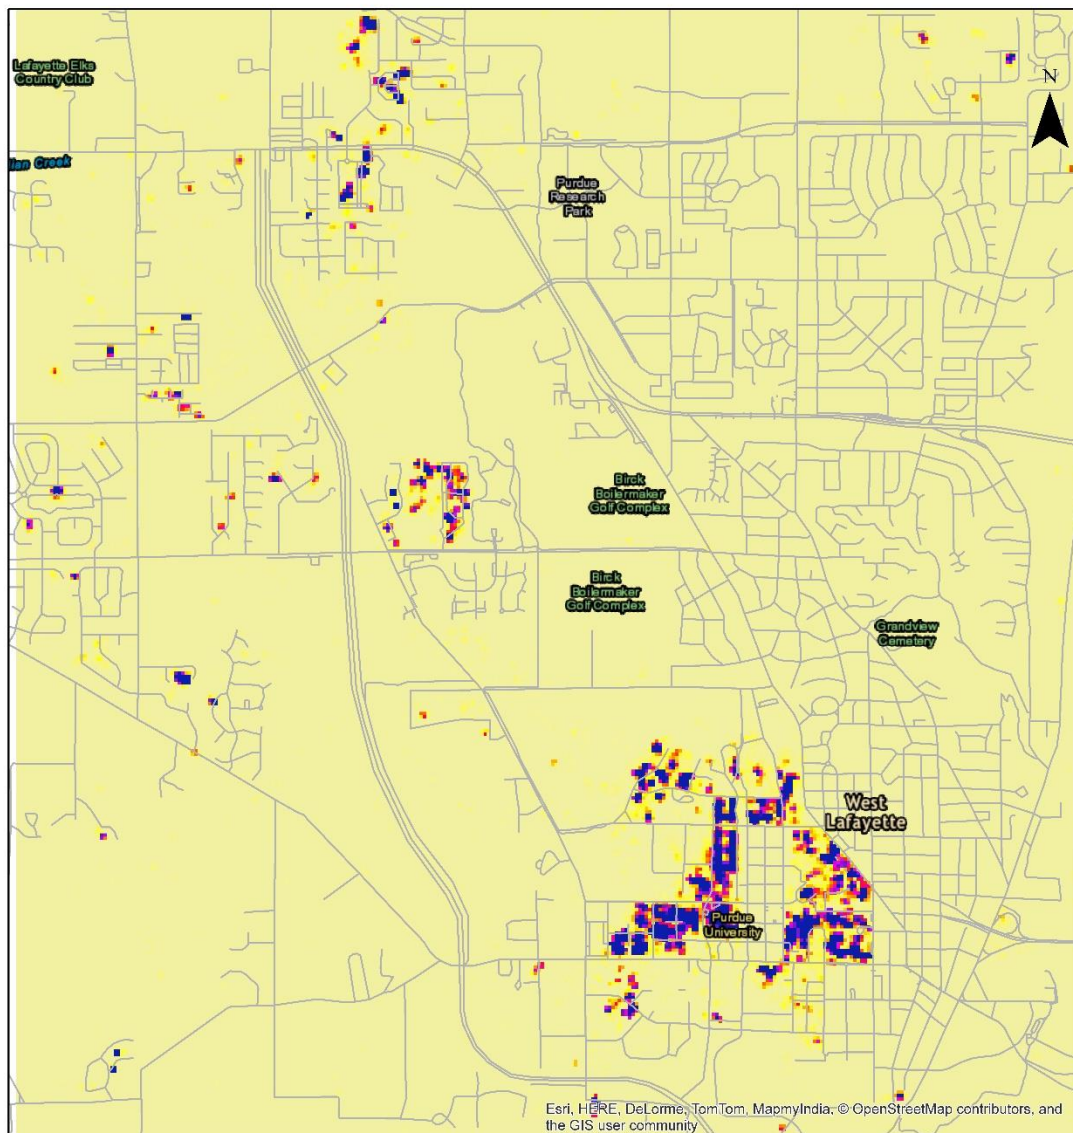 Lafayette Elks
Country Club
N
ian Creek
Purdue
Research
Park
Birck
Boilermaker
Golf Complex
Birck
Boilermaker
Golf Complex
Grandview
Cemetery
West
Lafayette
Purdue
University
Esri, HERE, DeLorme, TomTom, MapmyIndia, © OpenStreetMap contributors, and
the GIS user community